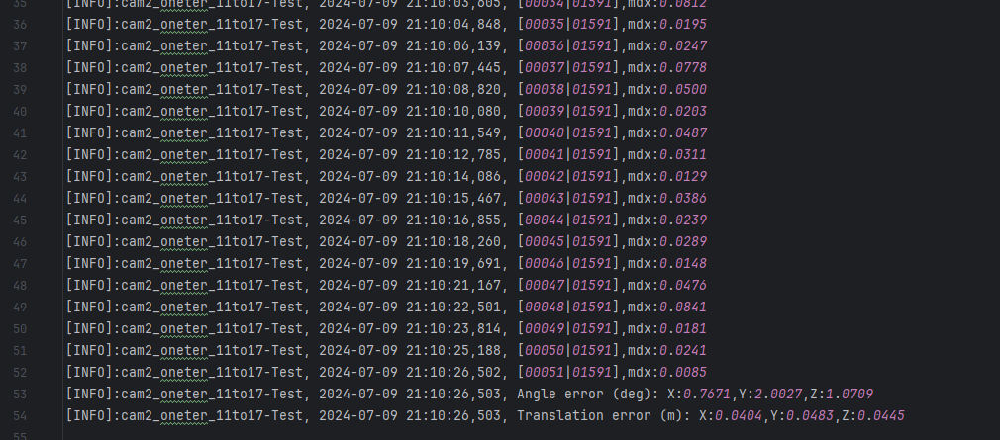 35 [INFO]:cam2_oneter_11to17-Test, 2024-07-09 21:10:03,605, [00034|01591],mdx:0.0812
36 [INFO]:cam2_oneter_11to17-Test, 2024-07-09 21:10:04,848, [00035|01591],mdx:0.0195
37 [INFO]:cam2_oneter_11to17-Test, 2024-07-09 21:10:06,139, [00036|01591],mdx:0.0247
38 [INFO]:cam2_oneter_11to17-Test, 2024-07-09 21:10:07,445, [00037|01591],mdx:0.0778
39 [INFO]:cam2_oneter_11to17-Test, 2024-07-09 21:10:08,820, [00038|01591],mdx:0.0500
40 [INFO]:cam2_oneter_11to17-Test, 2024-07-09 21:10:10,080, [00039|01591],mdx:0.0203
41 [INFO]:cam2_oneter_11to17-Test, 2024-07-09 21:10:11,549, [00040|01591],mdx:0.0487
42 [INFO]:cam2_oneter_11to17-Test, 2024-07-09 21:10:12,785, [00041|01591],mdx:0.0311
43 [INFO]:cam2_oneter_11to17-Test, 2024-07-09 21:10:14,086, [00042|01591],mdx:0.0129
44 [INFO]:cam2_oneter_11to17-Test, 2024-07-09 21:10:15,467, [00043|01591],mdx:0.0386
45 [INFO]:cam2_oneter_11to17-Test, 2024-07-09 21:10:16,855, [00044|01591],mdx:0.0239
46 [INFO]:cam2_oneter_11to17-Test, 2024-07-09 21:10:18,260, [00045|01591],mdx:0.0289
47 [INFO]:cam2_oneter_11to17-Test, 2024-07-09 21:10:19,691, [00046|01591],mdx:0.0148
48 [INFO]:cam2_oneter_11to17-Test, 2024-07-09 21:10:21,167, [00047|01591],mdx:0.0476
49 [INFO]:cam2_oneter_11to17-Test, 2024-07-09 21:10:22,501, [00048|01591],mdx:0.0841
50 [INFO]:cam2_oneter_11to17-Test, 2024-07-09 21:10:23,814, [00049|01591],mdx:0.0181
51 [INFO]:cam2_oneter_11to17-Test, 2024-07-09 21:10:25,188, [00050|01591],mdx:0.0241
52 [INFO]:cam2_oneter_11to17-Test, 2024-07-09 21:10:26,502, [00051|01591],mdx:0.0085
53 [INFO]:cam2_oneter_11to17-Test, 2024-07-09 21:10:26,503, Angle error (deg): X:0.7671,Y:2.0027,Z:1.0709
54 [INFO]:cam2_oneter_11to17-Test, 2024-07-09 21:10:26,503, Translation error (m): X:0.0404,Y:0.0483,Z:0.0445
55